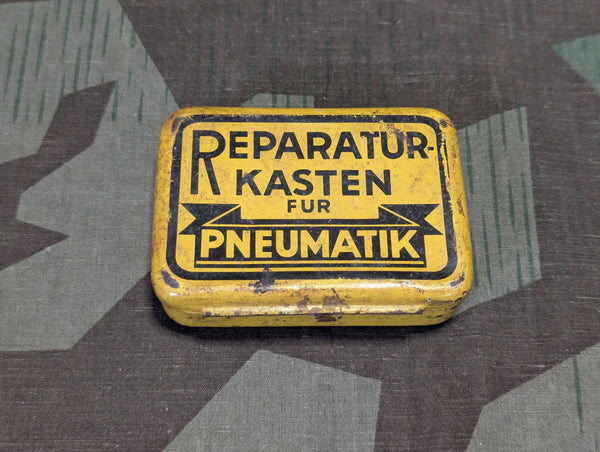 REPARATUR-
KASTEN
FUR
PNEUMATIK